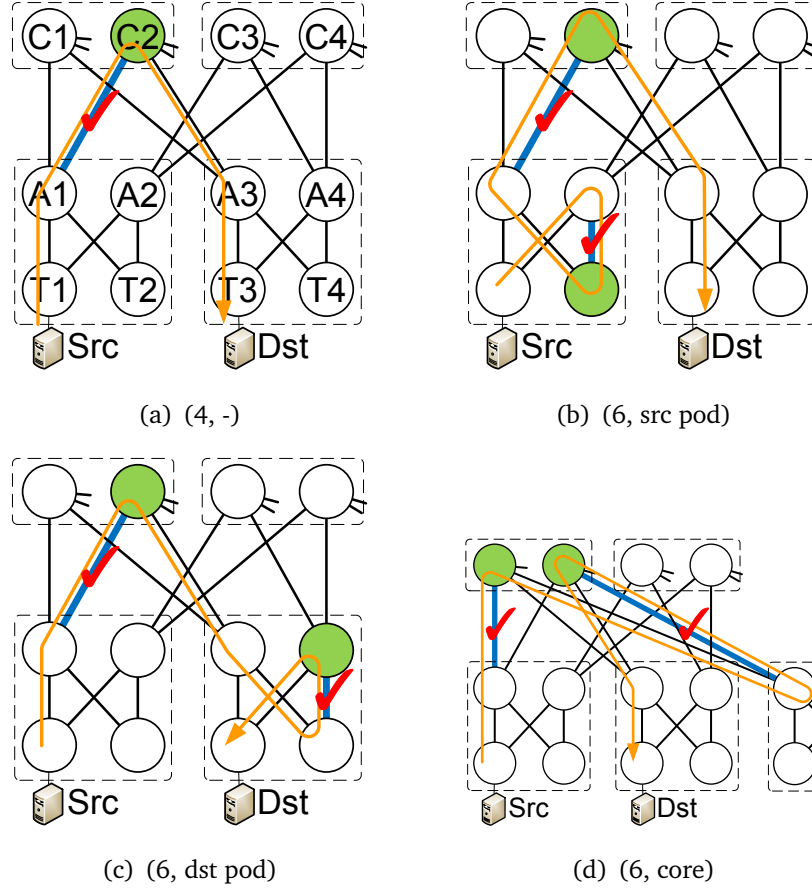 C1 C2 C3 C4
A1 A2 A3 A4
T1 T2 T3 T4
Src Dst
Src Dst
(a) (4, -)
(b) (6, src pod)
Src Dst
Src Dst
(c) (6, dst pod)
(d) (6, core)